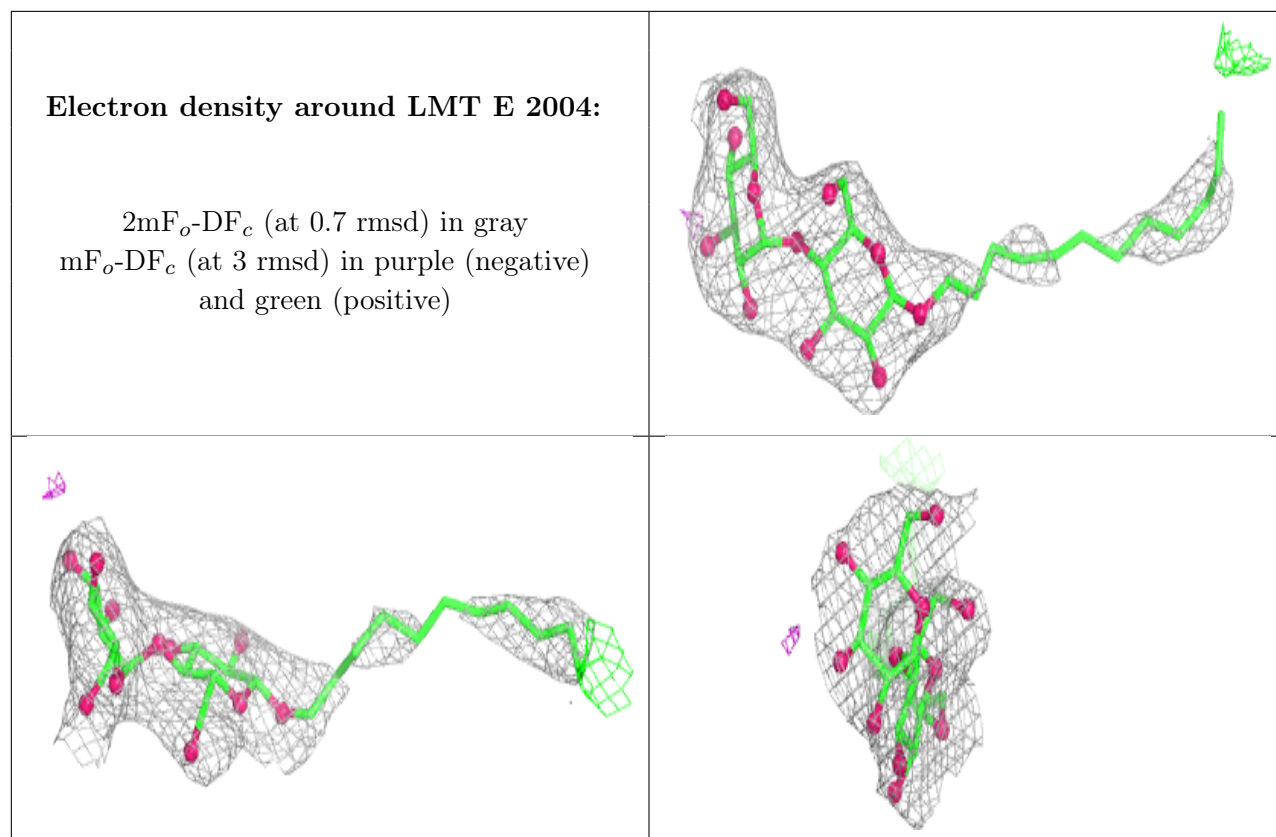 Electron density around LMT E 2004:
2mFₒ-DF𝒸 (at 0.7 rmsd) in gray
mFₒ-DF𝒸 (at 3 rmsd) in purple (negative)
and green (positive)